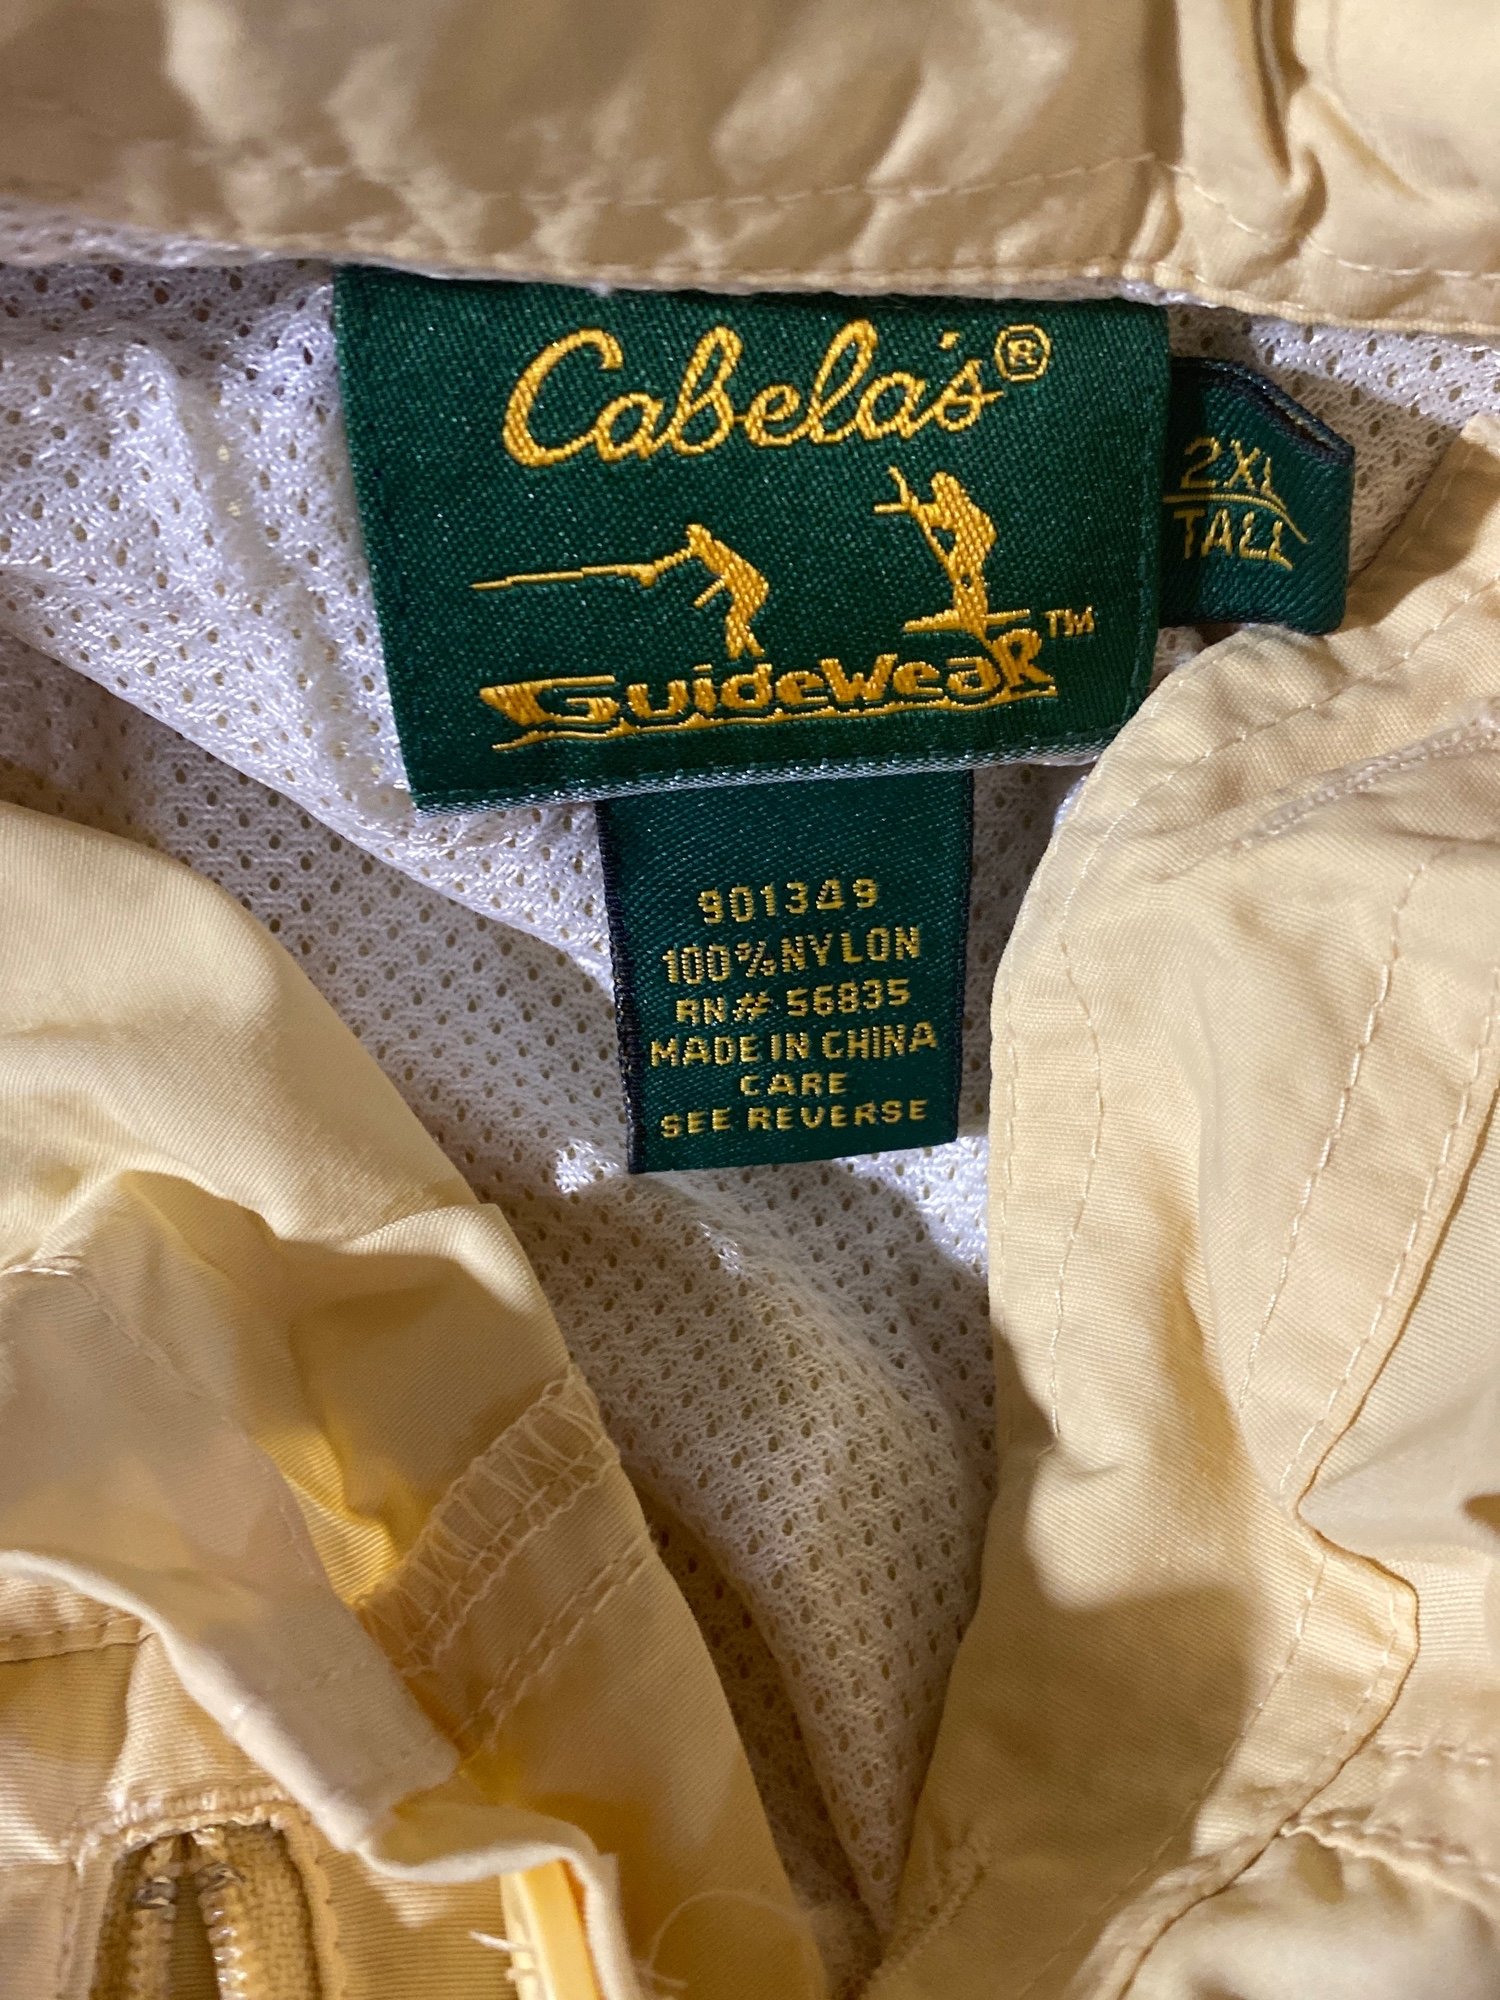 Cabela's®
2XL
TALL
GuideWear™
901349
100%NYLON
RN# 56835
MADE IN CHINA
CARE
SEE REVERSE